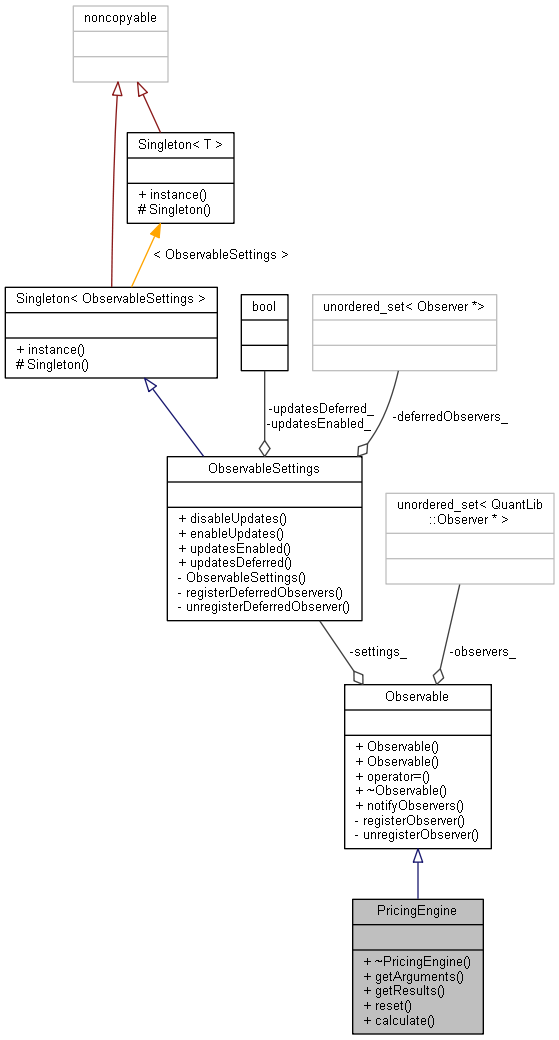 noncopyable
Singleton< T >
+ instance()
# Singleton()
< ObservableSettings >
Singleton< ObservableSettings >
+ instance()
# Singleton()
bool
unordered_set< Observer *>
-updatesDeferred_
-updatesEnabled_
-deferredObservers_
ObservableSettings
+ disableUpdates()
+ enableUpdates()
+ updatesEnabled()
+ updatesDeferred()
- ObservableSettings()
- registerDeferredObservers()
- unregisterDeferredObserver()
unordered_set< QuantLib
::Observer * >
-settings_
-observers_
Observable
+ Observable()
+ Observable()
+ operator=()
+ ~Observable()
+ notifyObservers()
- registerObserver()
- unregisterObserver()
PricingEngine
+ ~PricingEngine()
+ getArguments()
+ getResults()
+ reset()
+ calculate()